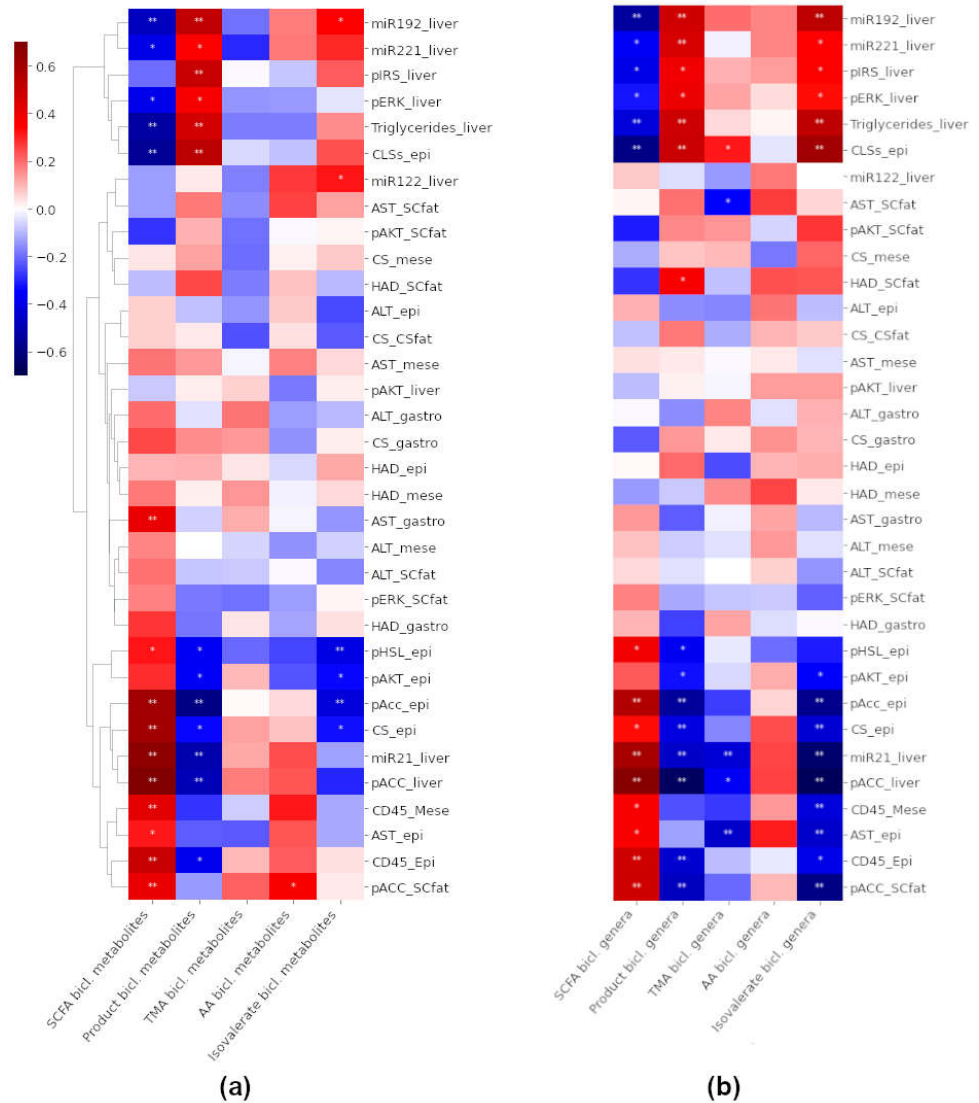 0.6
0.4
0.2
0.0
−0.2
−0.4
−0.6
** ** * miR192_liver
* * miR221_liver
** pIRS_liver
* * pERK_liver
** ** Triglycerides_liver
** ** CLSs_epi
* miR122_liver
AST_SCfat
pAKT_SCfat
CS_mese
HAD_SCfat
ALT_epi
CS_CSfat
AST_mese
pAKT_liver
ALT_gastro
CS_gastro
HAD_epi
HAD_mese
** AST_gastro
ALT_mese
ALT_SCfat
pERK_SCfat
HAD_gastro
* * ** pHSL_epi
* * pAKT_epi
** ** ** pAcc_epi
** * * CS_epi
** ** miR21_liver
** ** pACC_liver
** CD45_Mese
* AST_epi
** * CD45_Epi
** * pACC_SCfat
SCFA bicl. metabolites
Product bicl. metabolites
TMA bicl. metabolites
AA bicl. metabolites
Isovalerate bicl. metabolites
(a)
** ** ** miR192_liver
* ** * miR221_liver
* * * pIRS_liver
* * * pERK_liver
** ** ** Triglycerides_liver
** ** * ** CLSs_epi
miR122_liver
* AST_SCfat
pAKT_SCfat
CS_mese
* HAD_SCfat
ALT_epi
CS_CSfat
AST_mese
pAKT_liver
ALT_gastro
CS_gastro
HAD_epi
HAD_mese
AST_gastro
ALT_mese
ALT_SCfat
pERK_SCfat
HAD_gastro
* * pHSL_epi
* * pAKT_epi
** ** ** pAcc_epi
* ** ** CS_epi
** ** ** ** miR21_liver
** ** * ** pACC_liver
* ** CD45_Mese
* ** ** AST_epi
** ** * CD45_Epi
** ** ** pACC_SCfat
SCFA bicl. genera
Product bicl. genera
TMA bicl. genera
AA bicl. genera
Isovalerate bicl. genera
(b)